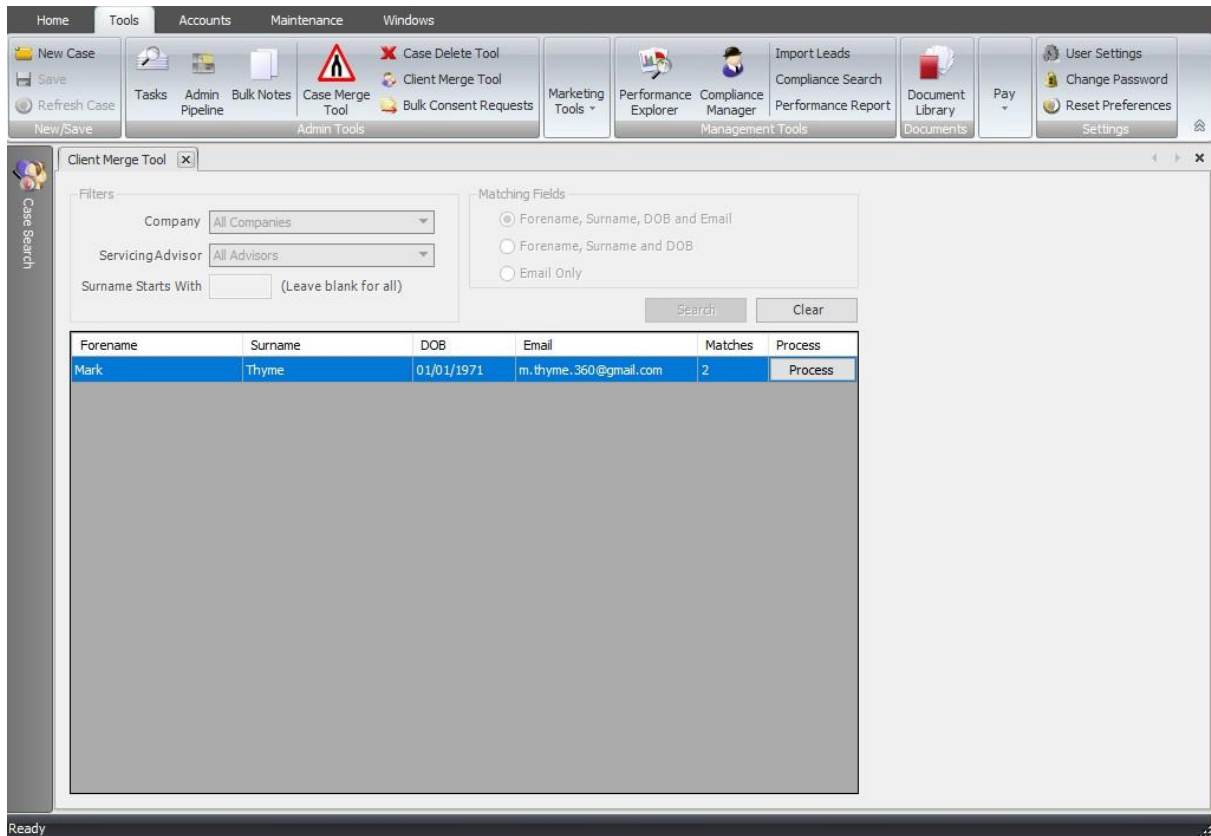 Home Tools Accounts Maintenance Windows
New Case
Save
Refresh Case
New/Save
Tasks
Admin Pipeline
Bulk Notes
Case Merge Tool
Case Delete Tool
Client Merge Tool
Bulk Consent Requests
Admin Tools
Marketing Tools
Performance Explorer
Compliance Manager
Import Leads
Compliance Search
Performance Report
Management Tools
Document Library
Documents
Pay
User Settings
Change Password
Reset Preferences
Settings
Case Search
Client Merge Tool
Filters
Company All Companies
Servicing Advisor All Advisors
Surname Starts With (Leave blank for all)
Matching Fields
Forename, Surname, DOB and Email
Forename, Surname and DOB
Email Only
Search Clear
Forename Surname DOB Email Matches Process
Mark Thyme 01/01/1971 m.thyme.360@gmail.com 2 Process
Ready